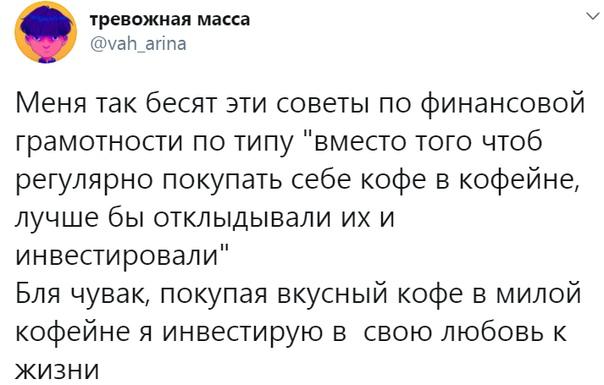 тревожная масса
@vah_arina
Меня так бесят эти советы по финансовой
грамотности по типу "вместо того чтоб
регулярно покупать себе кофе в кофейне,
лучше бы отклыдывали их и
инвестировали"
Бля чувак, покупая вкусный кофе в милой
кофейне я инвестирую в  свою любовь к
жизни